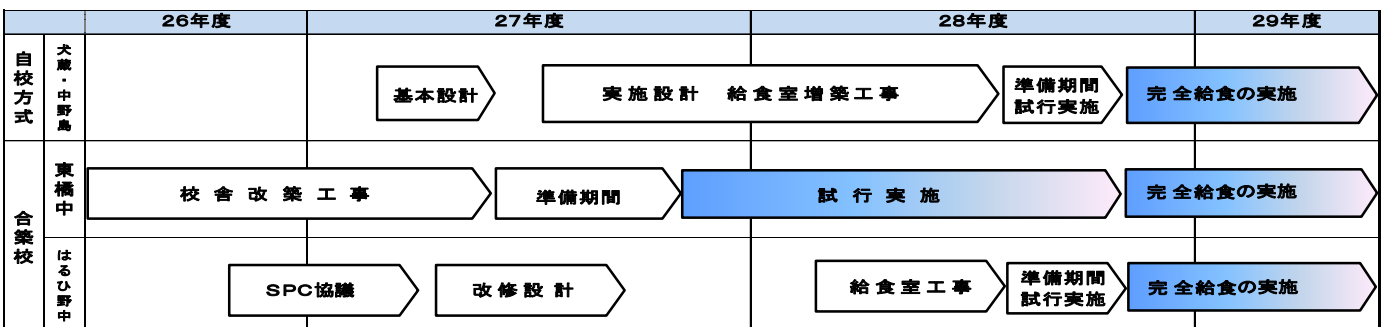 26年度 27年度 28年度 29年度
自校方式
犬蔵・中野島
基本設計
実施設計 給食室増築工事
準備期間
試行実施
完全給食の実施
合築校
東橘中
校舎改築工事
準備期間
試行実施
完全給食の実施
はるひ野中
SPC協議
改修設計
給食室工事
準備期間
試行実施
完全給食の実施